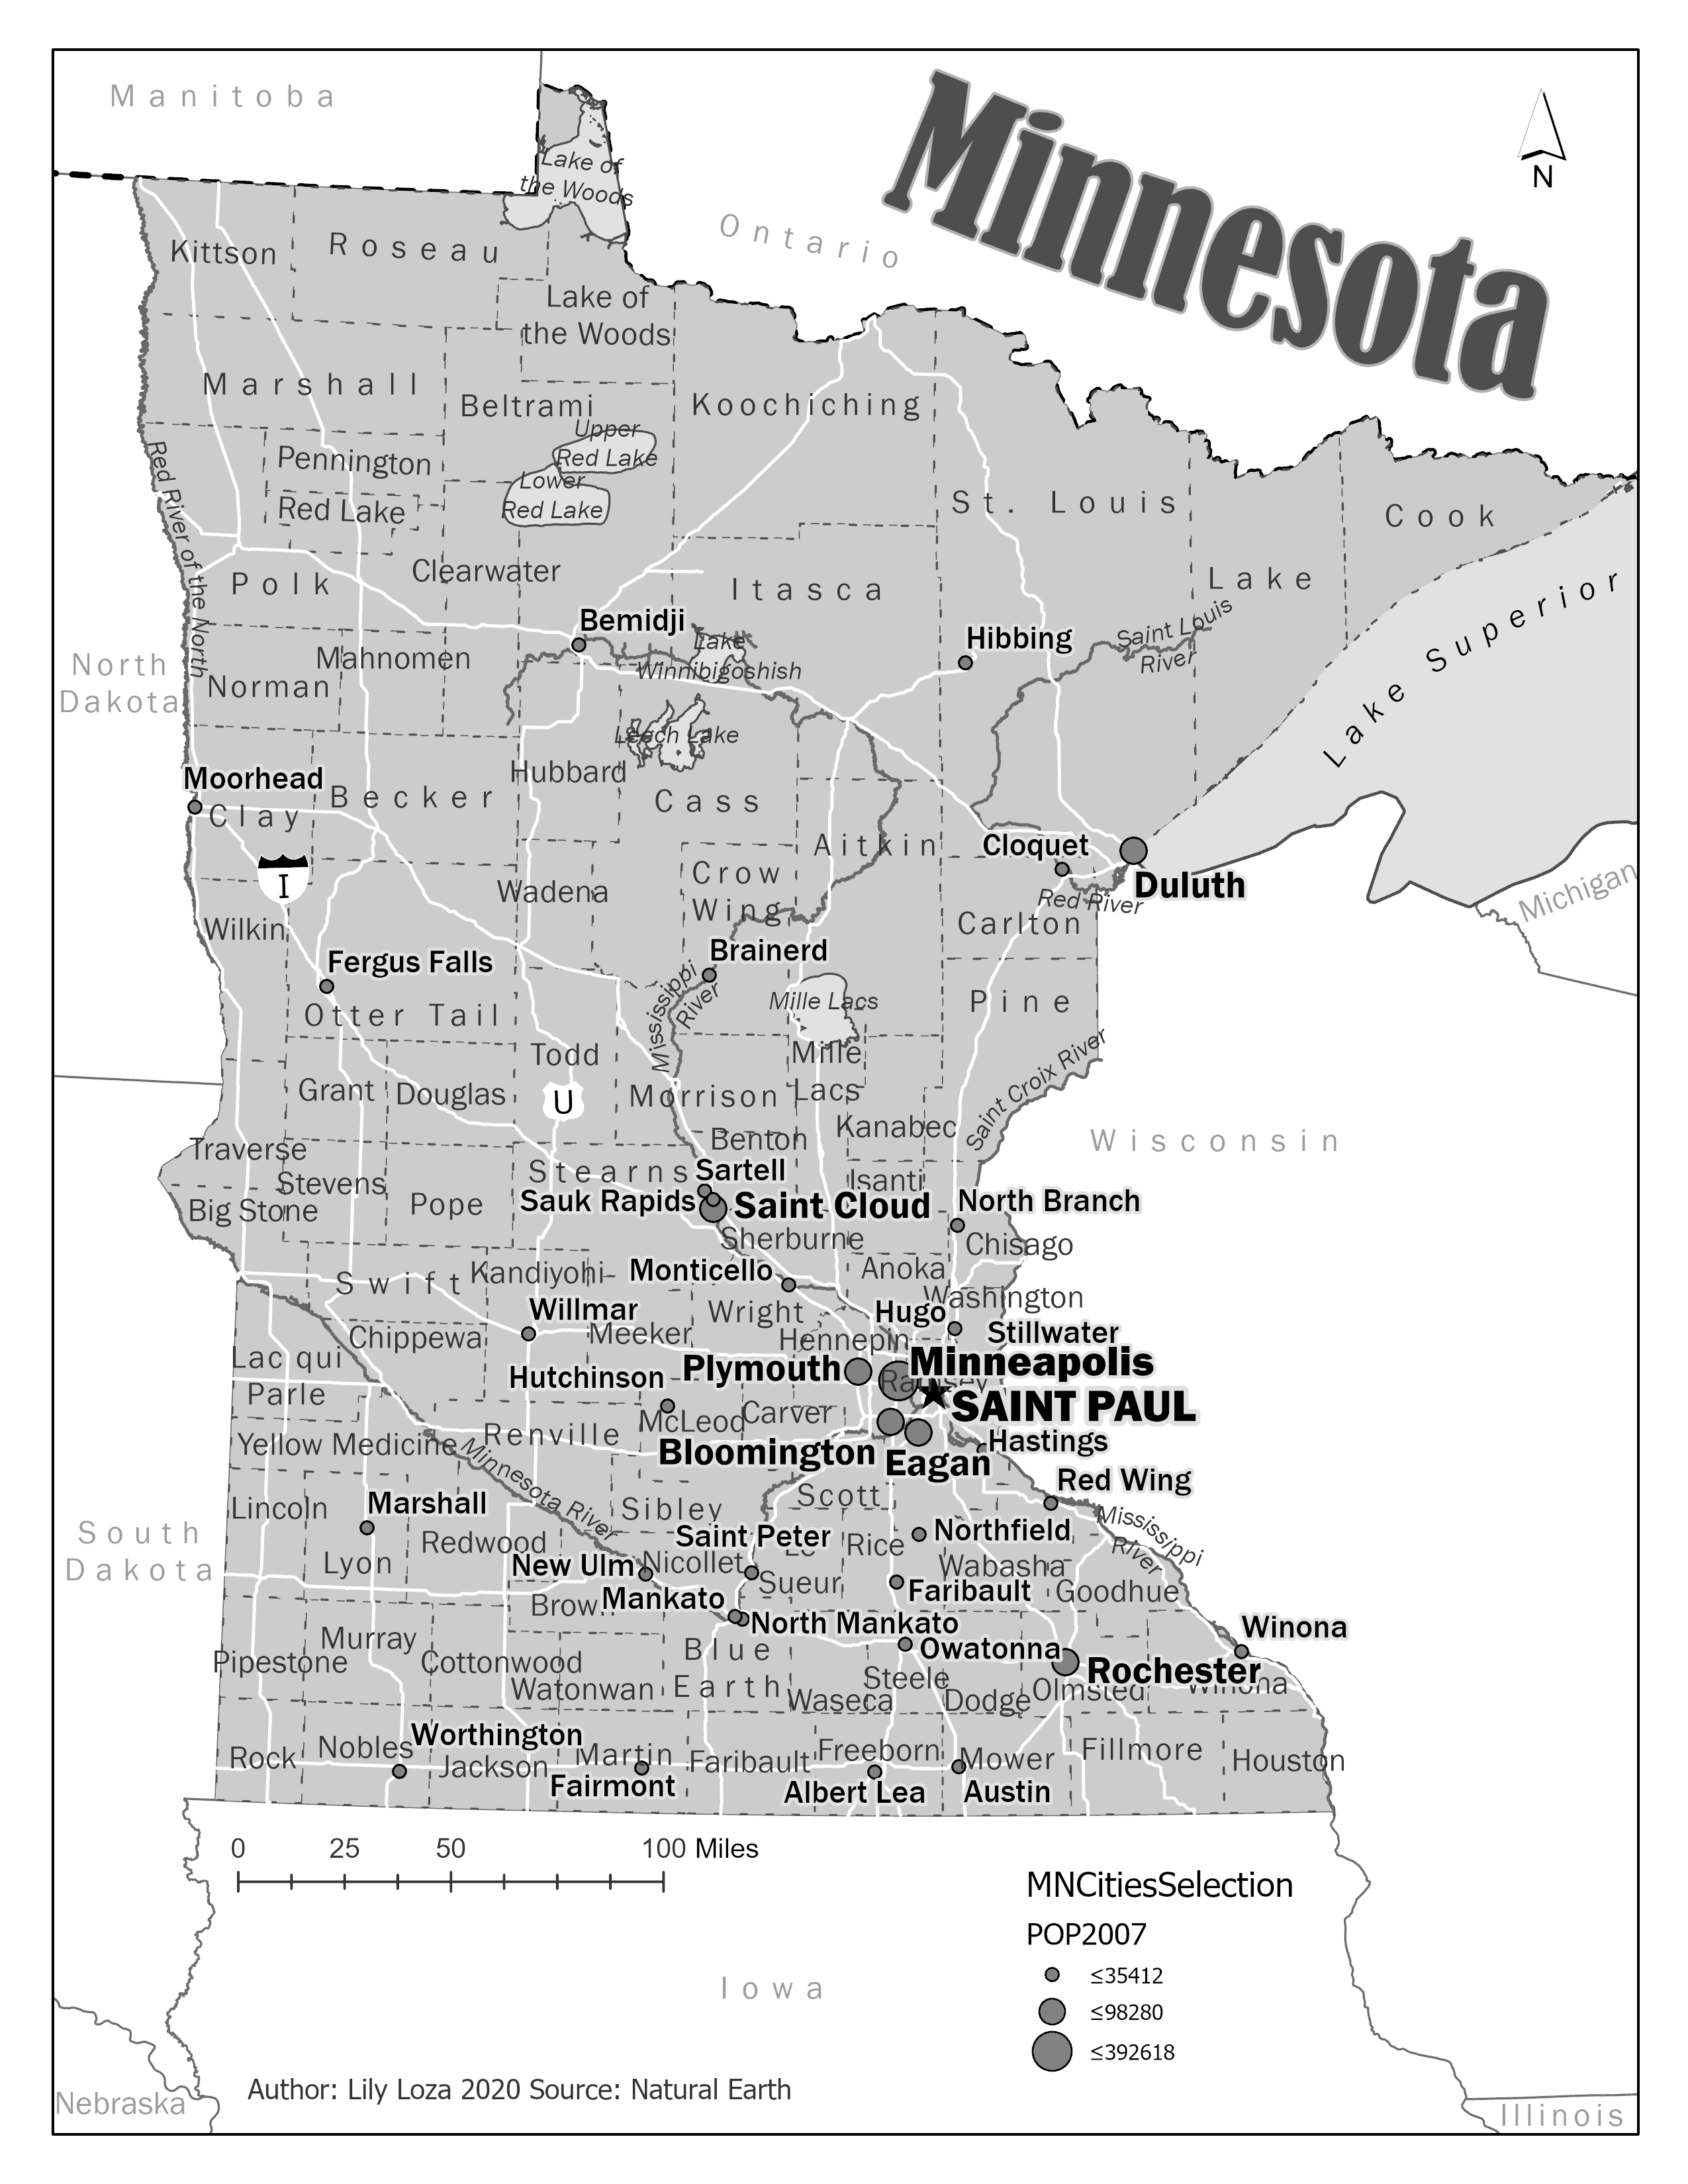 Manitoba
Minnesota
N
Lake of
the Woods
Ontario
Kittson
Roseau
Lake of
the Woods
Marshall
Beltrami
Koochiching
Upper
Red Lake
Pennington
Lower
Red Lake
Red Lake
Red River of the North
St. Louis
Cook
Clearwater
Polk
Itasca
Lake
Lake Superior
Bemidji
Hibbing
Saint Louis
River
Lake
Winnibigoshish
North
Dakota
Mahnomen
Norman
Leech Lake
Moorhead
Clay
Becker
Hubbard
Cass
Aitkin
Cloquet
Duluth
Red River
Carlton
Michigan
I
Crow
Wing
Wadena
Wilkin
Brainerd
Fergus Falls
Otter Tail
Mississippi
River
Mille Lacs
Pine
Todd
Mille
Lacs
Saint Croix River
Grant
Douglas
U
Morrison
Kanabec
Wisconsin
Benton
Traverse
Stearns
Sartell
Isanti
Stevens
Big Stone
Pope
Sauk Rapids
Saint Cloud
North Branch
Sherburne
Chisago
Swift
Kandiyohi
Monticello
Anoka
Washington
Willmar
Wright
Hugo
Chippewa
Meeker
Hennepin
Stillwater
Lac qui
Parle
Hutchinson
Plymouth
Minneapolis
Ramsey
SAINT PAUL
McLeod
Carver
Yellow Medicine
Renville
Bloomington
Eagan
Hastings
Minnesota River
Red Wing
Lincoln
Marshall
Sibley
Scott
Mississippi
River
South
Dakota
Redwood
Saint Peter
Le
Sueur
Rice
Northfield
Lyon
New Ulm
Nicollet
Wabasha
Faribault
Goodhue
Brown
Mankato
North Mankato
Winona
Murray
Blue
Earth
Owatonna
Pipestone
Cottonwood
Rochester
Watonwan
Waseca
Steele
Dodge
Olmsted
Winona
Worthington
Rock
Nobles
Jackson
Martin
Faribault
Freeborn
Mower
Fillmore
Houston
Fairmont
Albert Lea
Austin
0 25 50 100 Miles
MNCitiesSelection
POP2007
≤35412
≤98280
≤392618
Iowa
Author: Lily Loza 2020 Source: Natural Earth
Nebraska
Illinois